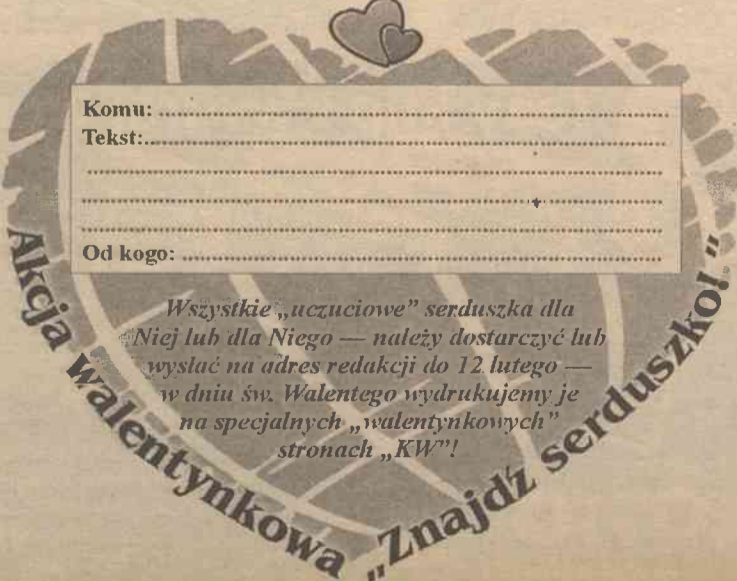 Komu: ......................................................
Tekst:......................................................
......................................................
......................................................
......................................................
Od kogo: ......................................................
Wszystkie „uczuciowe” serduszka dla
Niej lub dla Niego — należy dostarczyć lub
wysłać na adres redakcji do 12 lutego —
w dniu św. Walentego wydrukujemy je
na specjalnych „walentynkowych”
stronach „KW”!
Akcja walentynkowa „Znajdź serduszko!”